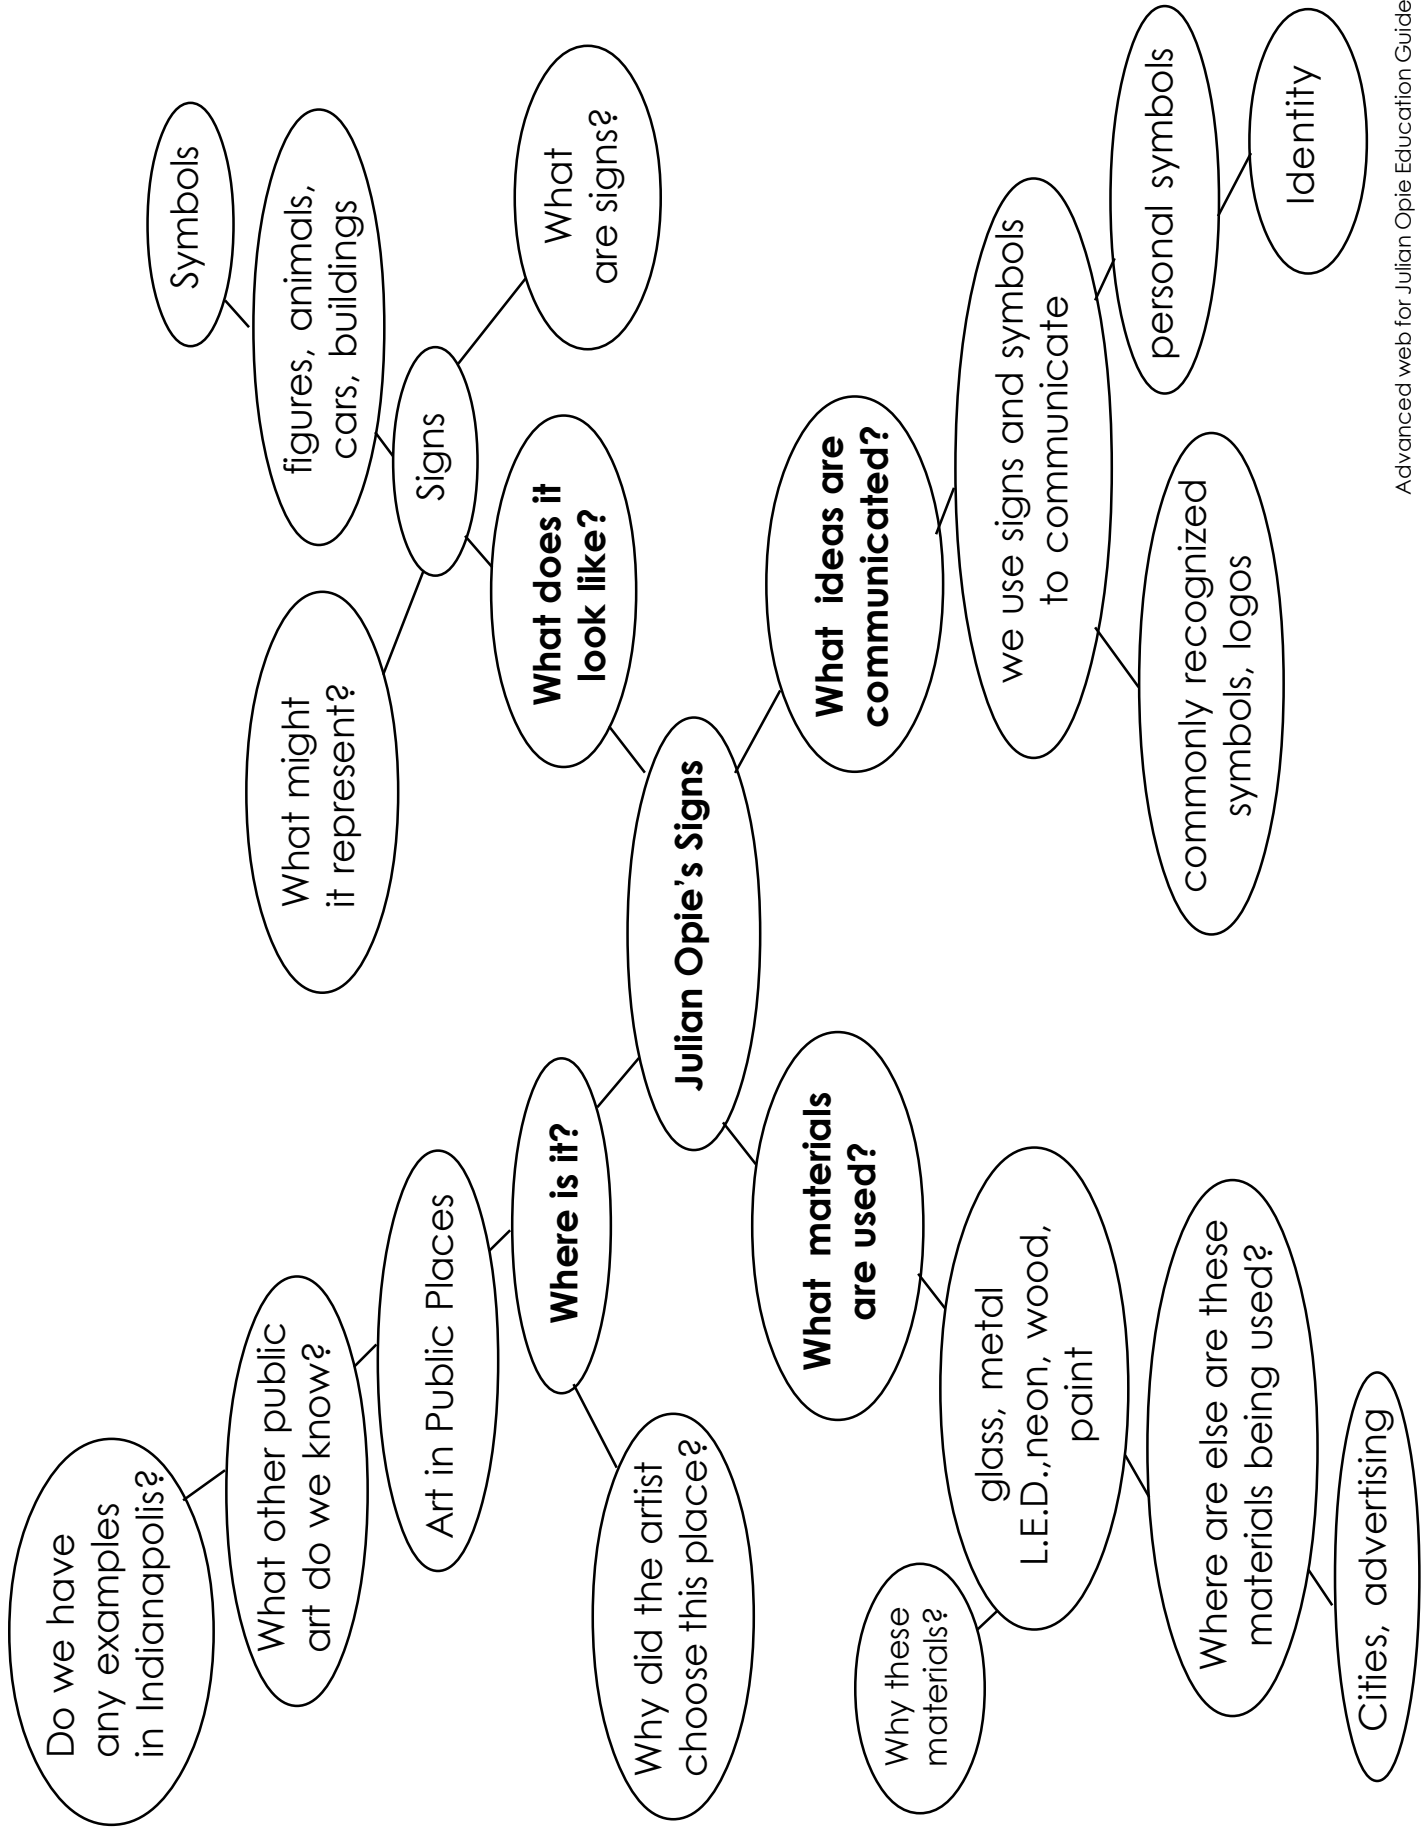 Do we have
any examples
in Indianapolis?
What other public
art do we know?
Art in Public Places
Where is it?
Why did the artist
choose this place?
What might
it represent?
Symbols
figures, animals,
cars, buildings
Signs
What
are signs?
What does it
look like?
Julian Opie's Signs
What materials
are used?
Why these
materials?
glass, metal
L.E.D.,neon, wood,
paint
Where are else are these
materials being used?
Cities, advertising
What ideas are
communicated?
we use signs and symbols
to communicate
commonly recognized
symbols, logos
personal symbols
Identity
Advanced web for Julian Opie Education Guide